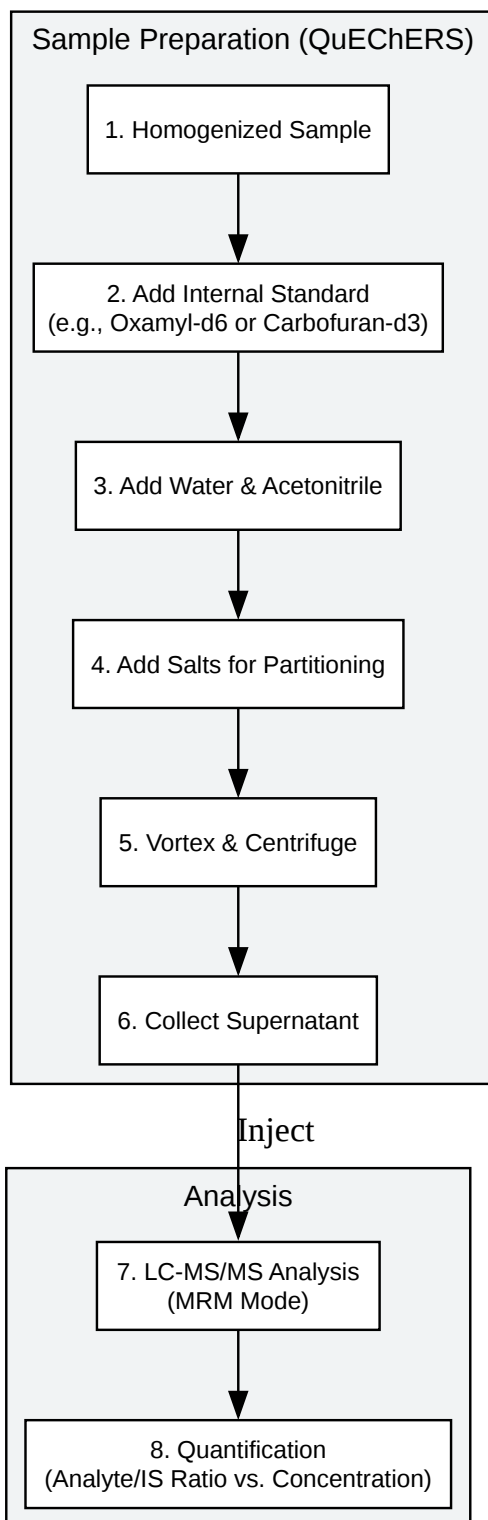 Sample Preparation (QuEChERS)
1. Homogenized Sample
2. Add Internal Standard
(e.g., Oxamyl-d6 or Carbofuran-d3)
3. Add Water & Acetonitrile
4. Add Salts for Partitioning
5. Vortex & Centrifuge
6. Collect Supernatant
Inject
Analysis
7. LC-MS/MS Analysis
(MRM Mode)
8. Quantification
(Analyte/IS Ratio vs. Concentration)